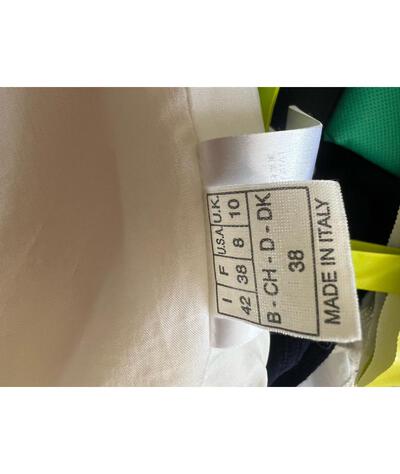 I F U.S.A. U.K.
42 38 8 10
B - CH - D - DK
38
MADE IN ITALY